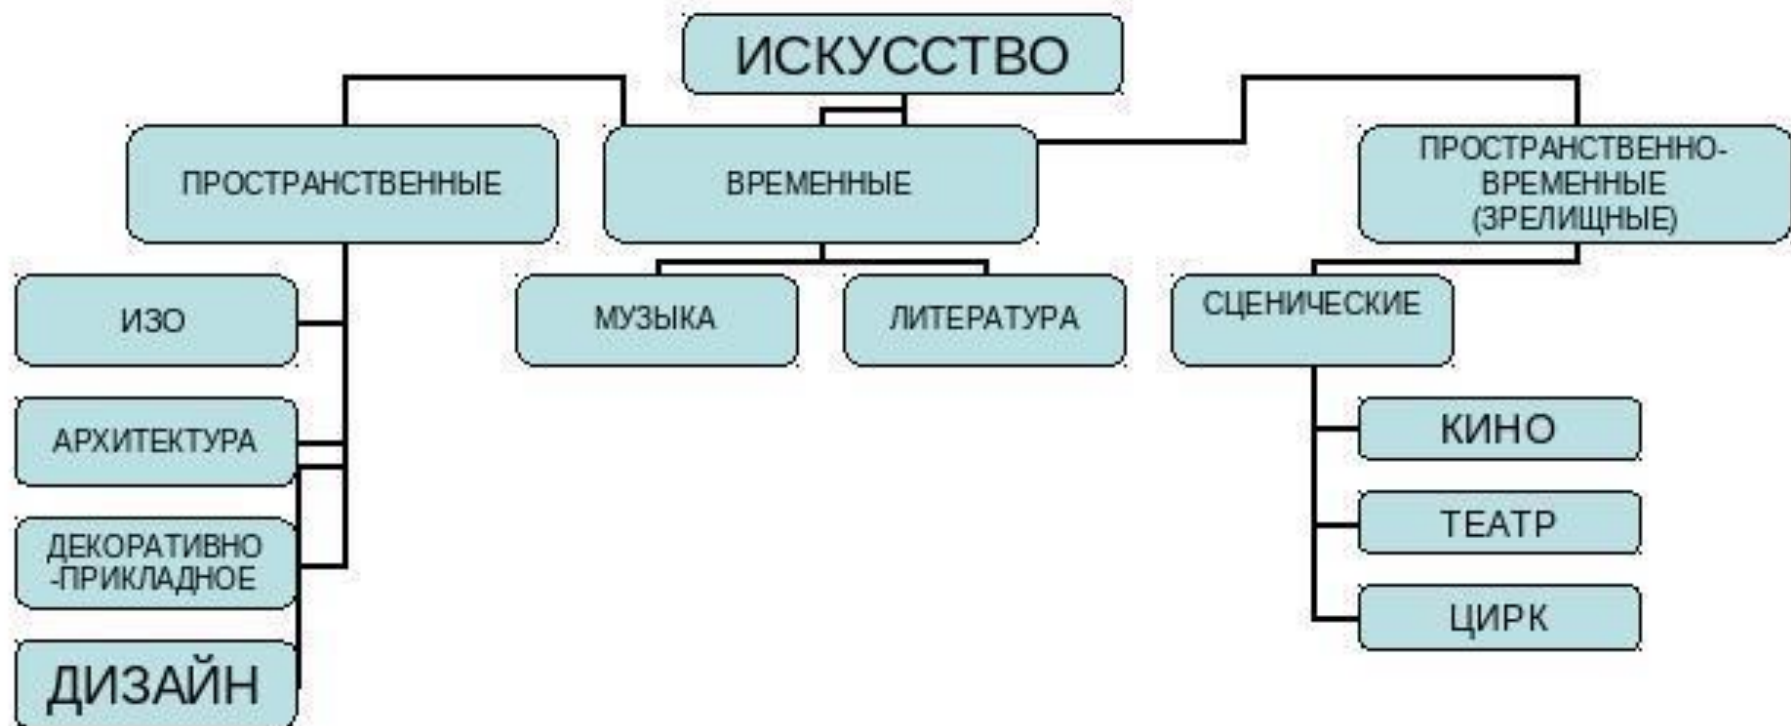 ИСКУССТВО
ПРОСТРАНСТВЕННЫЕ
ВРЕМЕННЫЕ
ПРОСТРАНСТВЕННО-
ВРЕМЕННЫЕ
(ЗРЕЛИЩНЫЕ)
ИЗО
МУЗЫКА
ЛИТЕРАТУРА
СЦЕНИЧЕСКИЕ
АРХИТЕКТУРА
КИНО
ДЕКОРАТИВНО
-ПРИКЛАДНОЕ
ТЕАТР
ЦИРК
ДИЗАЙН